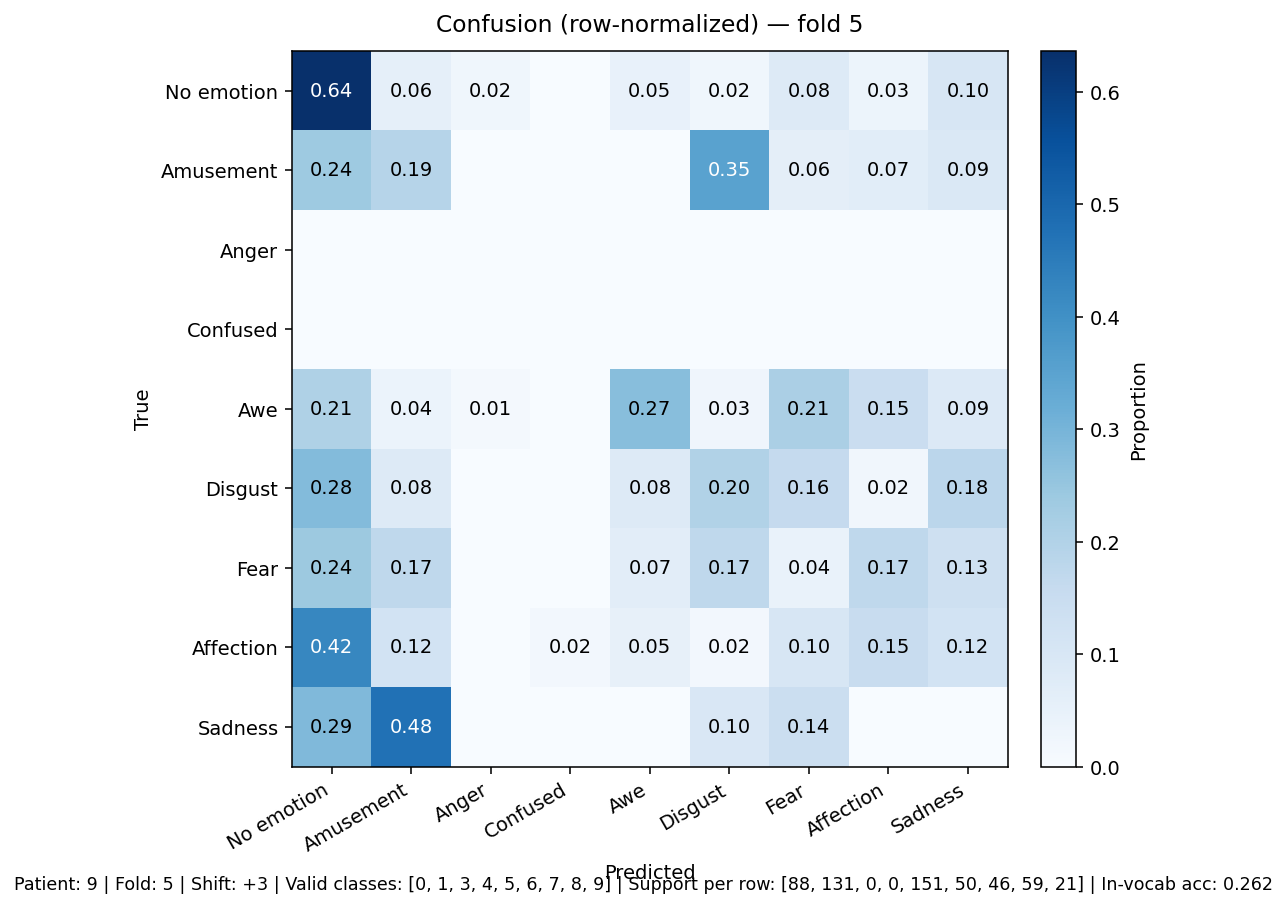 Confusion (row-normalized) — fold 5
No emotion 0.64 0.06 0.02 0.05 0.02 0.08 0.03 0.10
Amusement 0.24 0.19 0.35 0.06 0.07 0.09
Anger
Confused
Awe 0.21 0.04 0.01 0.27 0.03 0.21 0.15 0.09
Disgust 0.28 0.08 0.08 0.20 0.16 0.02 0.18
Fear 0.24 0.17 0.07 0.17 0.04 0.17 0.13
Affection 0.42 0.12 0.02 0.05 0.02 0.10 0.15 0.12
Sadness 0.29 0.48 0.10 0.14
True
No emotion Amusement Anger Confused Awe Disgust Fear Affection Sadness
Predicted
0.6
0.5
0.4
0.3
0.2
0.1
0.0
Proportion
Patient: 9 | Fold: 5 | Shift: +3 | Valid classes: [0, 1, 3, 4, 5, 6, 7, 8, 9] | Support per row: [88, 131, 0, 0, 151, 50, 46, 59, 21] | In-vocab acc: 0.262